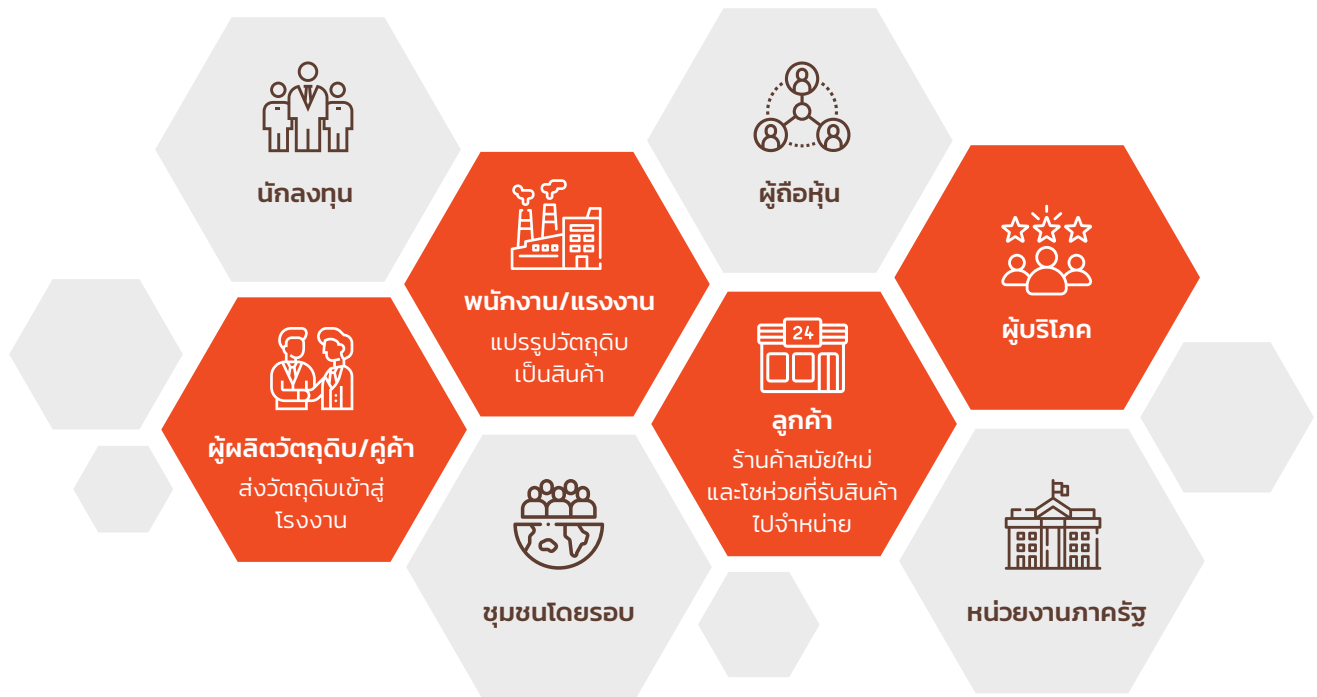 นักลงทุน
ผู้ถือหุ้น
พนักงาน/แรงงาน
แปรรูปวัตถุดิบ
เป็นสินค้า
ผู้บริโภค
ผู้ผลิตวัตถุดิบ/คู่ค้า
ส่งวัตถุดิบเข้าสู่
โรงงาน
24
ลูกค้า
ร้านค้าสมัยใหม่
และโชห่วยที่รับสินค้า
ไปจำหน่าย
ชุมชนโดยรอบ
หน่วยงานภาครัฐ